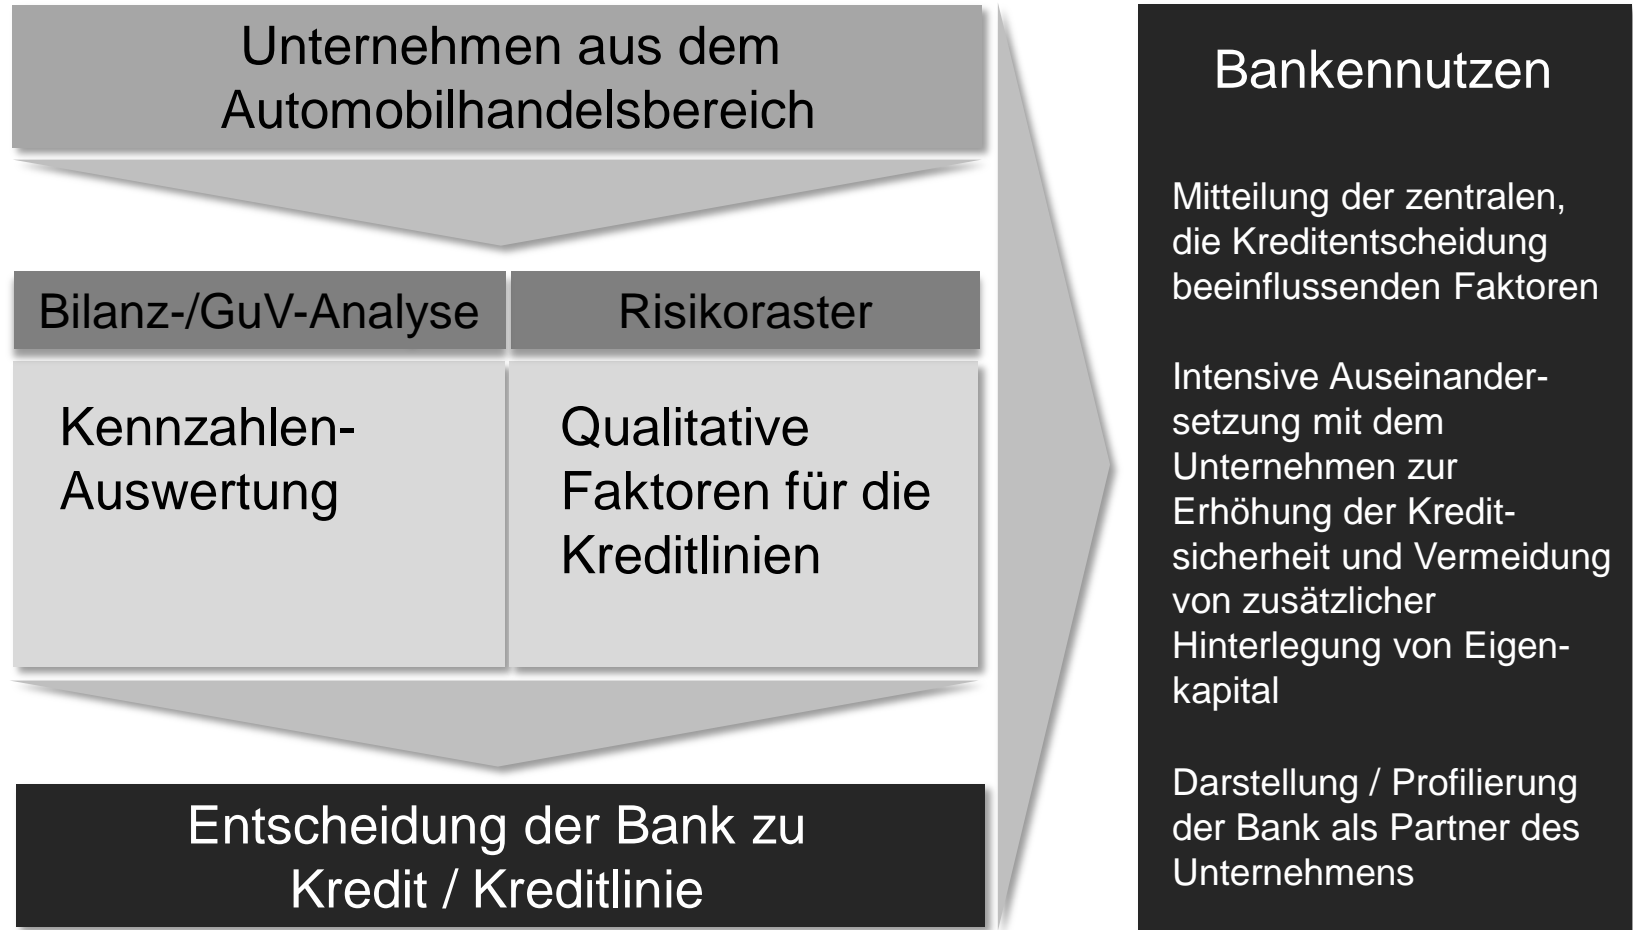 Unternehmen aus dem
Automobilhandelsbereich
Bilanz-/GuV-Analyse
Risikoraster
Kennzahlen-
Auswertung
Qualitative
Faktoren für die
Kreditlinien
Entscheidung der Bank zu
Kredit / Kreditlinie
Bankennutzen
Mitteilung der zentralen,
die Kreditentscheidung
beeinflussenden Faktoren
Intensive Auseinander-
setzung mit dem
Unternehmen zur
Erhöhung der Kredit-
sicherheit und Vermeidung
von zusätzlicher
Hinterlegung von Eigen-
kapital
Darstellung / Profilierung
der Bank als Partner des
Unternehmens